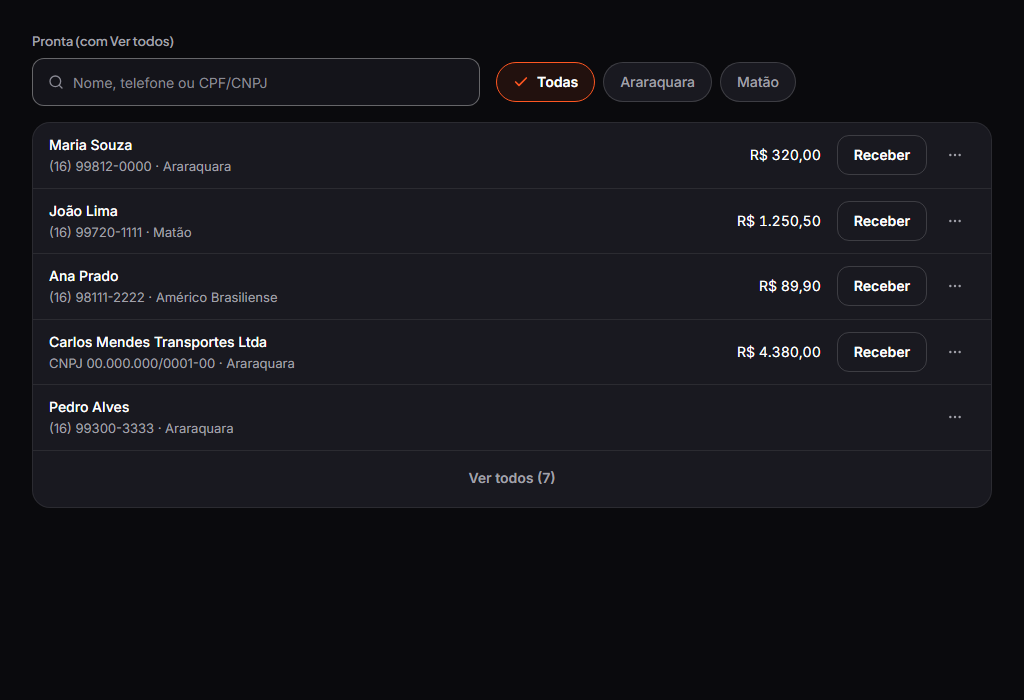 Pronta (com Ver todos)
Nome, telefone ou CPF/CNPJ
Todas
Araraquara
Matão
Maria Souza
(16) 99812-0000 · Araraquara
R$ 320,00
Receber
João Lima
(16) 99720-1111 · Matão
R$ 1.250,50
Receber
Ana Prado
(16) 98111-2222 · Américo Brasiliense
R$ 89,90
Receber
Carlos Mendes Transportes Ltda
CNPJ 00.000.000/0001-00 · Araraquara
R$ 4.380,00
Receber
Pedro Alves
(16) 99300-3333 · Araraquara
Ver todos (7)